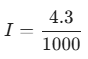 I = 4.3/1000